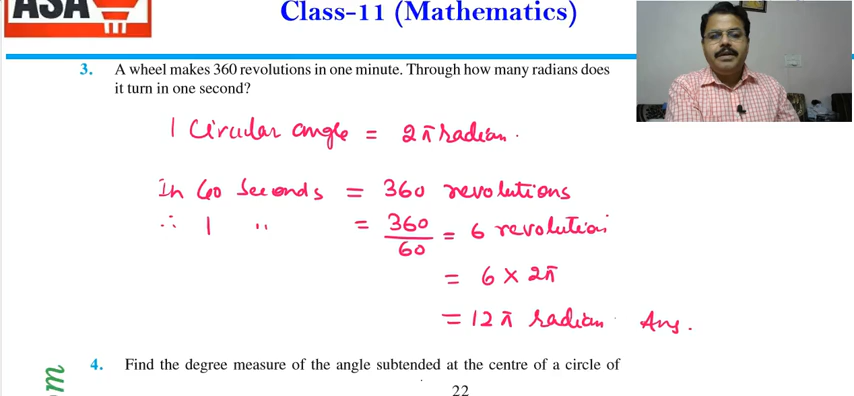 ASA
Class-11 (Mathematics)
3. A wheel makes 360 revolutions in one minute. Through how many radians does
it turn in one second?
1 Circular angle = 2π radian.
In 60 Seconds = 360 revolutions
∴ 1 " = 360/60 = 6 revolution
= 6 × 2π
= 12π radian Ans.
4. Find the degree measure of the angle subtended at the centre of a circle of
22
m